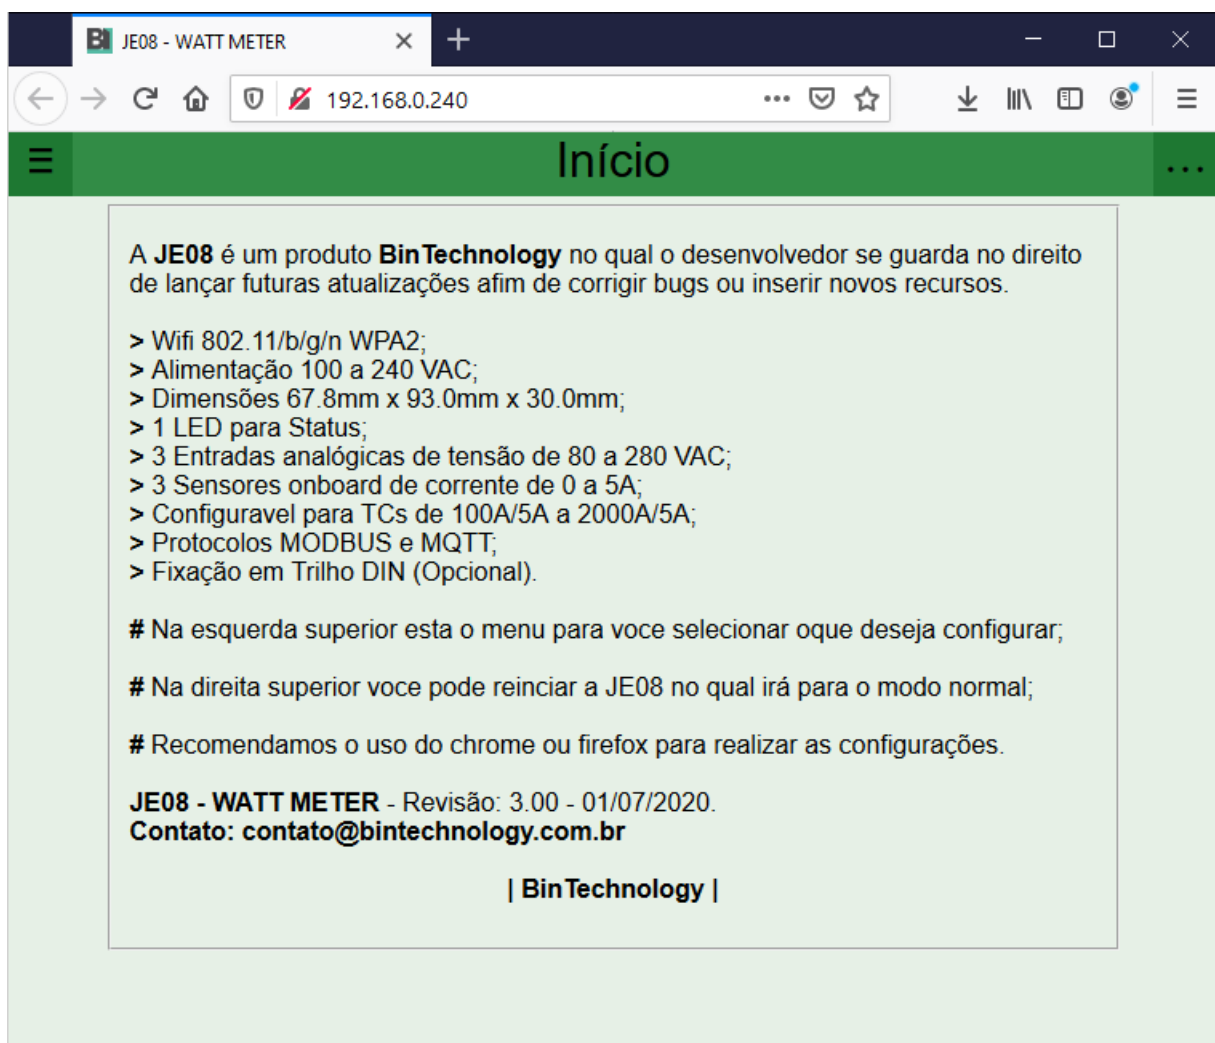 JE08 - WATT METER
192.168.0.240
Início
A JE08 é um produto BinTechnology no qual o desenvolvedor se guarda no direito
de lançar futuras atualizações afim de corrigir bugs ou inserir novos recursos.
> Wifi 802.11/b/g/n WPA2;
> Alimentação 100 a 240 VAC;
> Dimensões 67.8mm x 93.0mm x 30.0mm;
> 1 LED para Status;
> 3 Entradas analógicas de tensão de 80 a 280 VAC;
> 3 Sensores onboard de corrente de 0 a 5A;
> Configuravel para TCs de 100A/5A a 2000A/5A;
> Protocolos MODBUS e MQTT;
> Fixação em Trilho DIN (Opcional).
# Na esquerda superior esta o menu para voce selecionar oque deseja configurar;
# Na direita superior voce pode reinciar a JE08 no qual irá para o modo normal;
# Recomendamos o uso do chrome ou firefox para realizar as configurações.
JE08 - WATT METER - Revisão: 3.00 - 01/07/2020.
Contato: contato@bintechnology.com.br
| BinTechnology |